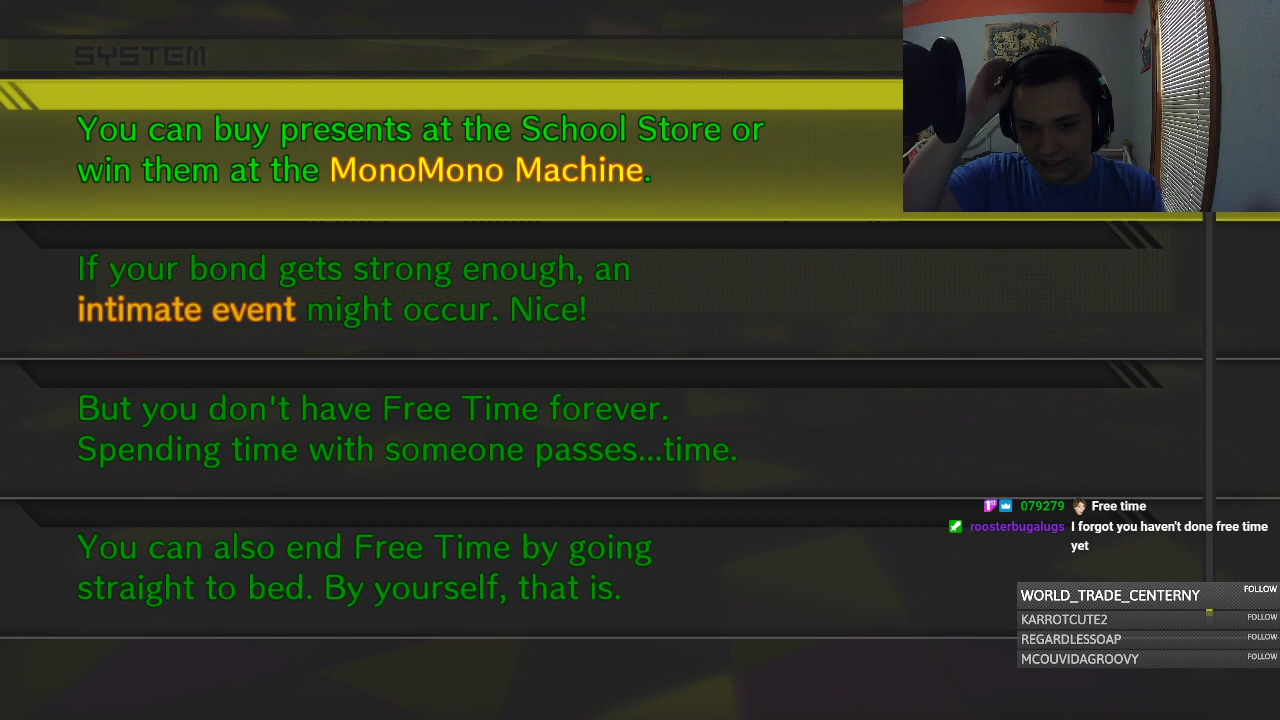 SYSTEM
You can buy presents at the School Store or
win them at the MonoMono Machine.
If your bond gets strong enough, an
intimate event might occur. Nice!
But you don't have Free Time forever.
Spending time with someone passes...time.
You can also end Free Time by going
straight to bed. By yourself, that is.
079279 Free time
roosterbugalugs I forgot you haven't done free time
yet
WORLD_TRADE_CENTERNY FOLLOW
KARROTCUTE2 FOLLOW
REGARDLESSOAP FOLLOW
MCOUVIDAGROOVY FOLLOW